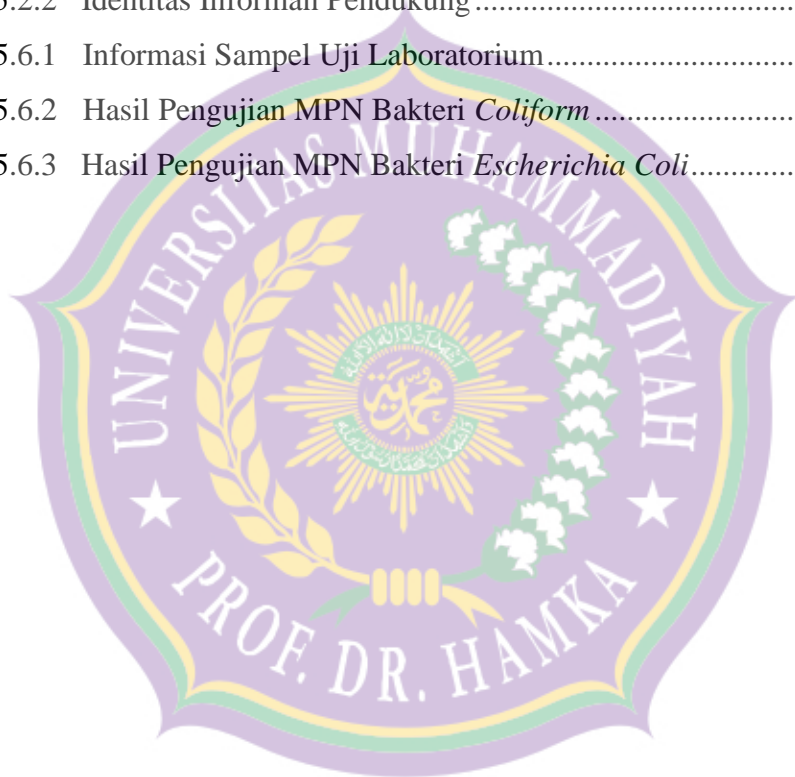 5.2.2 Identitas Informan Pendukung..........................................
5.6.1 Informasi Sampel Uji Laboratorium.................................
5.6.2 Hasil Pengujian MPN Bakteri Coliform..........................
5.6.3 Hasil Pengujian MPN Bakteri Escherichia Coli.............
UNIVERSITAS MUHAMMADIYAH
محمدية
PROF. DR. HAMKA